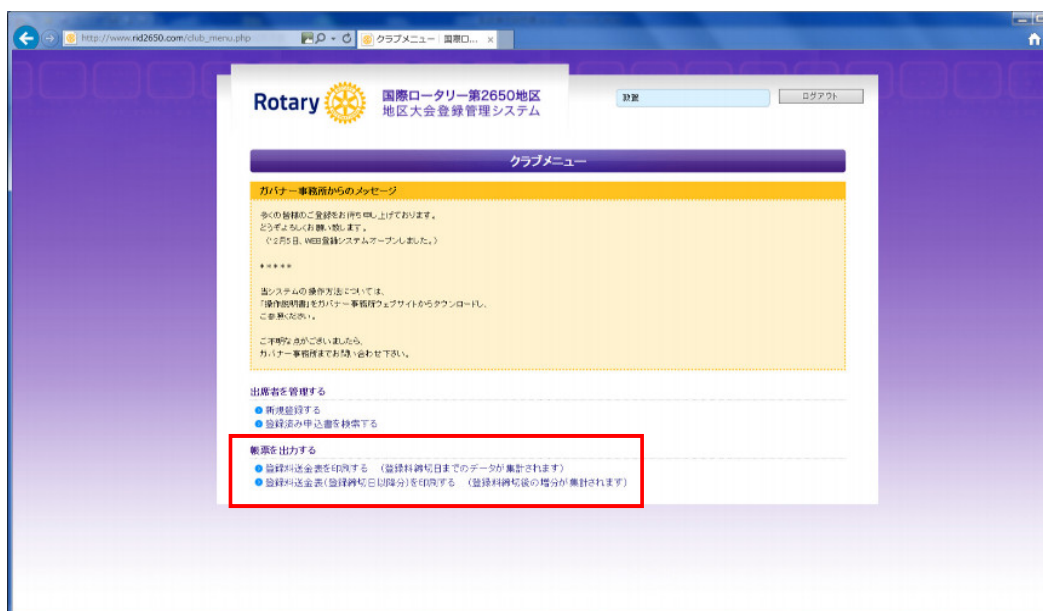 http://www.rid2650.com/club_menu.php
クラブメニュー | 国際ロ...
Rotary
国際ロータリー第2650地区
地区大会登録管理システム
敦賀
ログアウト
クラブメニュー
ガバナー事務所からのメッセージ
多くの皆様のご登録をお待ち申し上げております。
どうぞよろしくお願い致します。
(12月5日、WEB登録システムオープンしました。)
*****
当システムの操作方法については、
「操作説明書」をガバナー事務所ウェブサイトからダウンロードし、
ご参照ください。
ご不明な点がございましたら、
ガバナー事務所までお問い合わせ下さい。
出席者を管理する
新規登録する
登録済み申込書を検索する
帳票を出力する
登録料送金表を印刷する (登録料締切日までのデータが集計されます)
登録料送金表(登録締切日以降分)を印刷する (登録料締切後の増分が集計されます)